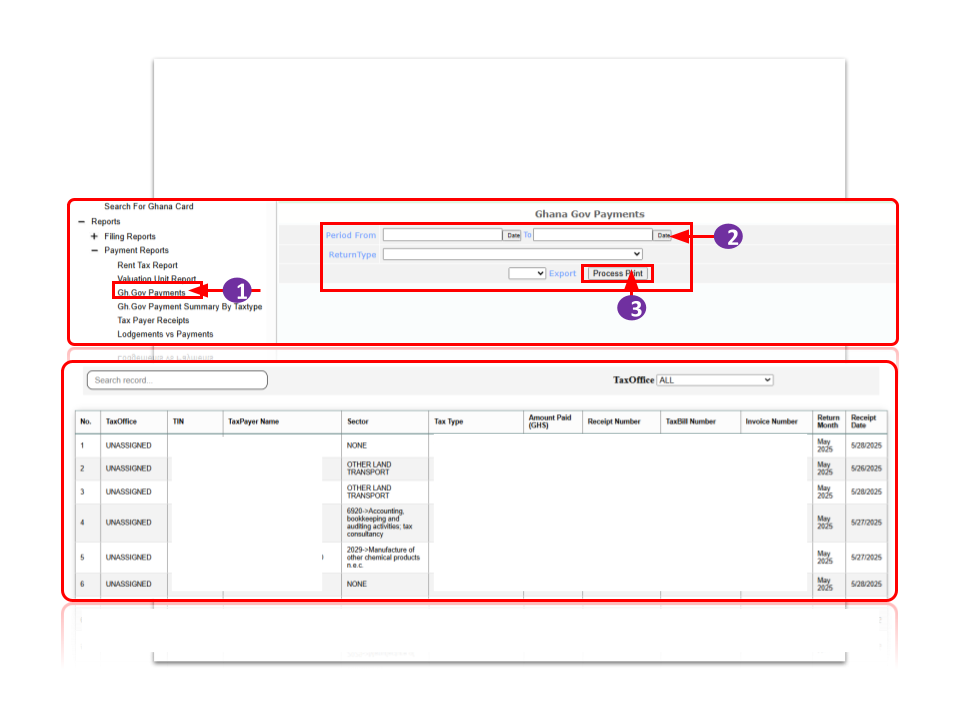 Search For Ghana Card
Reports
Filing Reports
Payment Reports
Rent Tax Report
Valuation Unit Report
Gh Gov Payments
Gh Gov Payment Summary By Taxtype
Tax Payer Receipts
Lodgements vs Payments
1
Ghana Gov Payments
Period From Date To Date
2
ReturnType
Export Process Print
3
Search record...
TaxOffice ALL
No. TaxOffice TIN TaxPayer Name Sector Tax Type Amount Paid (GHS) Receipt Number TaxBill Number Invoice Number Return Month Receipt Date
1 UNASSIGNED NONE May 2025 5/28/2025
2 UNASSIGNED OTHER LAND TRANSPORT May 2025 5/26/2025
3 UNASSIGNED OTHER LAND TRANSPORT May 2025 5/28/2025
4 UNASSIGNED 6920->Accounting, bookkeeping and auditing activities; tax consultancy May 2025 5/27/2025
5 UNASSIGNED 2029->Manufacture of other chemical products n.e.c. May 2025 5/27/2025
6 UNASSIGNED NONE May 2025 5/28/2025